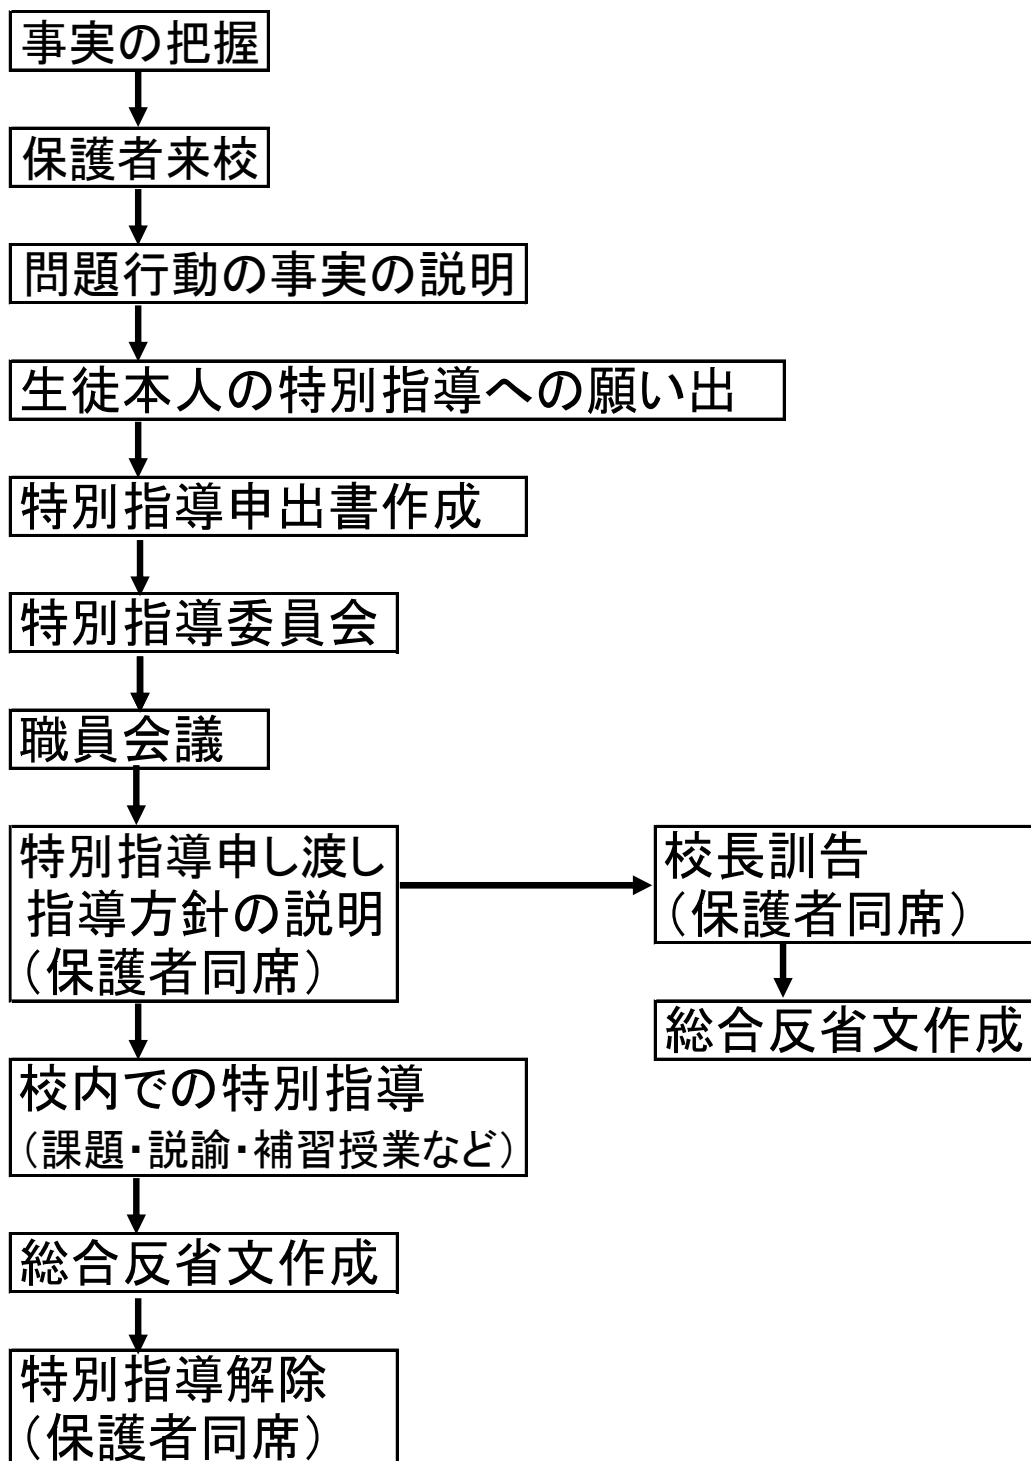 事実の把握
保護者来校
問題行動の事実の説明
生徒本人の特別指導への願い出
特別指導申出書作成
特別指導委員会
職員会議
特別指導申し渡し
指導方針の説明
（保護者同席）
校長訓告
（保護者同席）
総合反省文作成
校内での特別指導
（課題・説諭・補習授業など）
総合反省文作成
特別指導解除
（保護者同席）